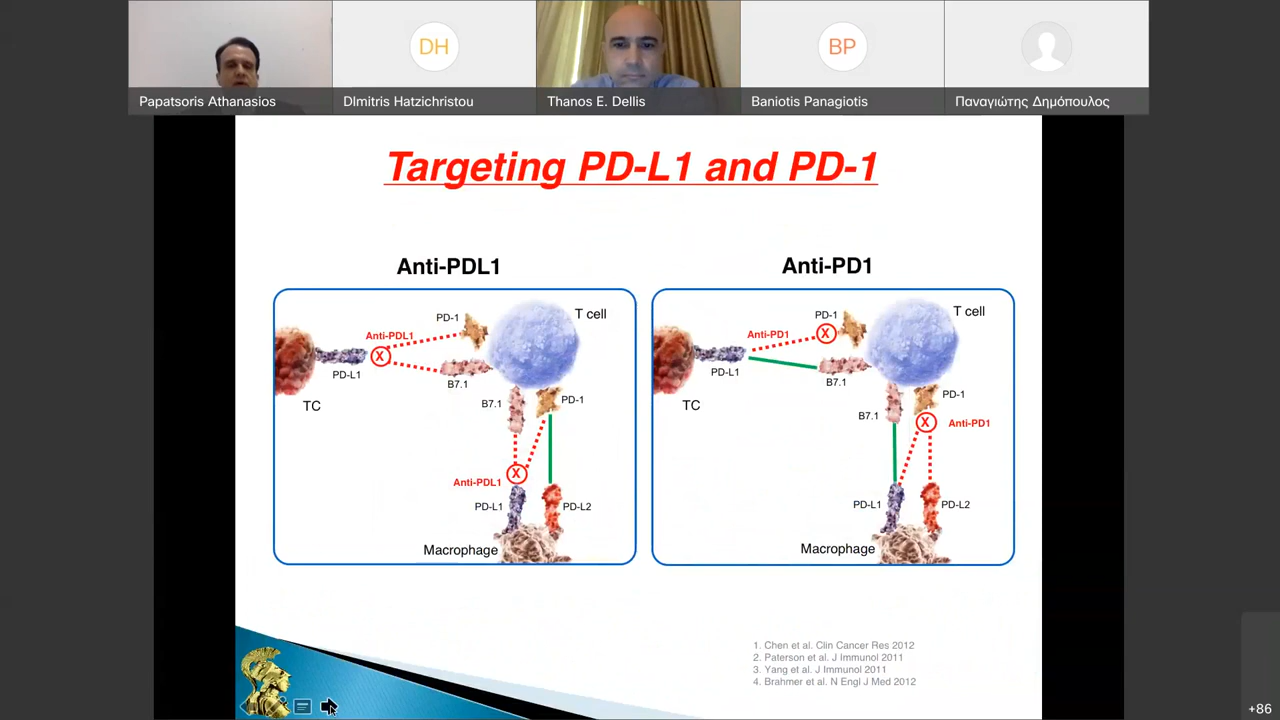 DH
BP
Papatsoris Athanasios
DImitris Hatzichristou
Thanos E. Dellis
Baniotis Panagiotis
Παναγιώτης Δημόπουλος
Targeting PD-L1 and PD-1
Anti-PDL1
PD-1
T cell
Anti-PDL1
X
PD-L1
B7.1
TC
B7.1
PD-1
X
Anti-PDL1
PD-L1
PD-L2
Macrophage
Anti-PD1
PD-1
T cell
Anti-PD1
X
PD-L1
B7.1
TC
PD-1
B7.1
X
Anti-PD1
PD-L1
PD-L2
Macrophage
1. Chen et al. Clin Cancer Res 2012
2. Paterson et al. J Immunol 2011
3. Yang et al. J Immunol 2011
4. Brahmer et al. N Engl J Med 2012
+86